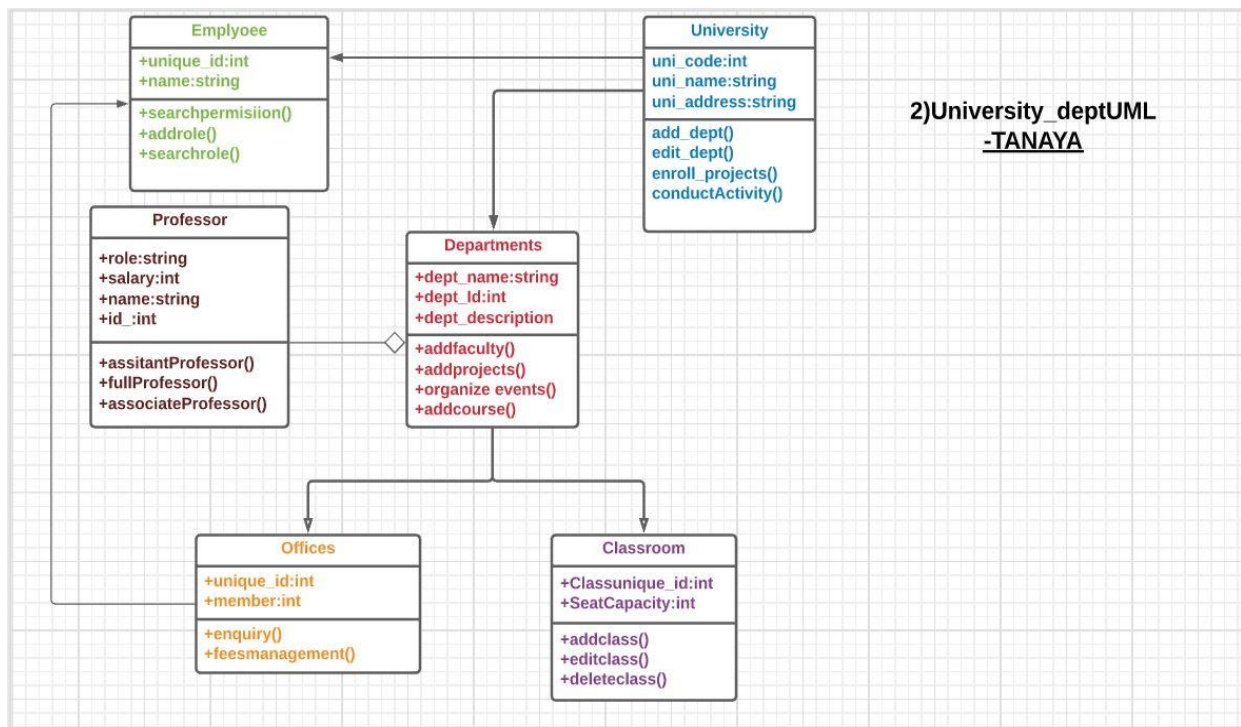 Emplyoee
+unique_id:int
+name:string
+searchpermisiion()
+addrole()
+searchrole()
University
uni_code:int
uni_name:string
uni_address:string
add_dept()
edit_dept()
enroll_projects()
conductActivity()
2)University_deptUML
-TANAYA
Professor
+role:string
+salary:int
+name:string
+id_:int
+assitantProfessor()
+fullProfessor()
+associateProfessor()
Departments
+dept_name:string
+dept_Id:int
+dept_description
+addfaculty()
+addprojects()
+organize events()
+addcourse()
Offices
+unique_id:int
+member:int
+enquiry()
+feesmanagement()
Classroom
+Classunique_id:int
+SeatCapacity:int
+addclass()
+editclass()
+deleteclass()